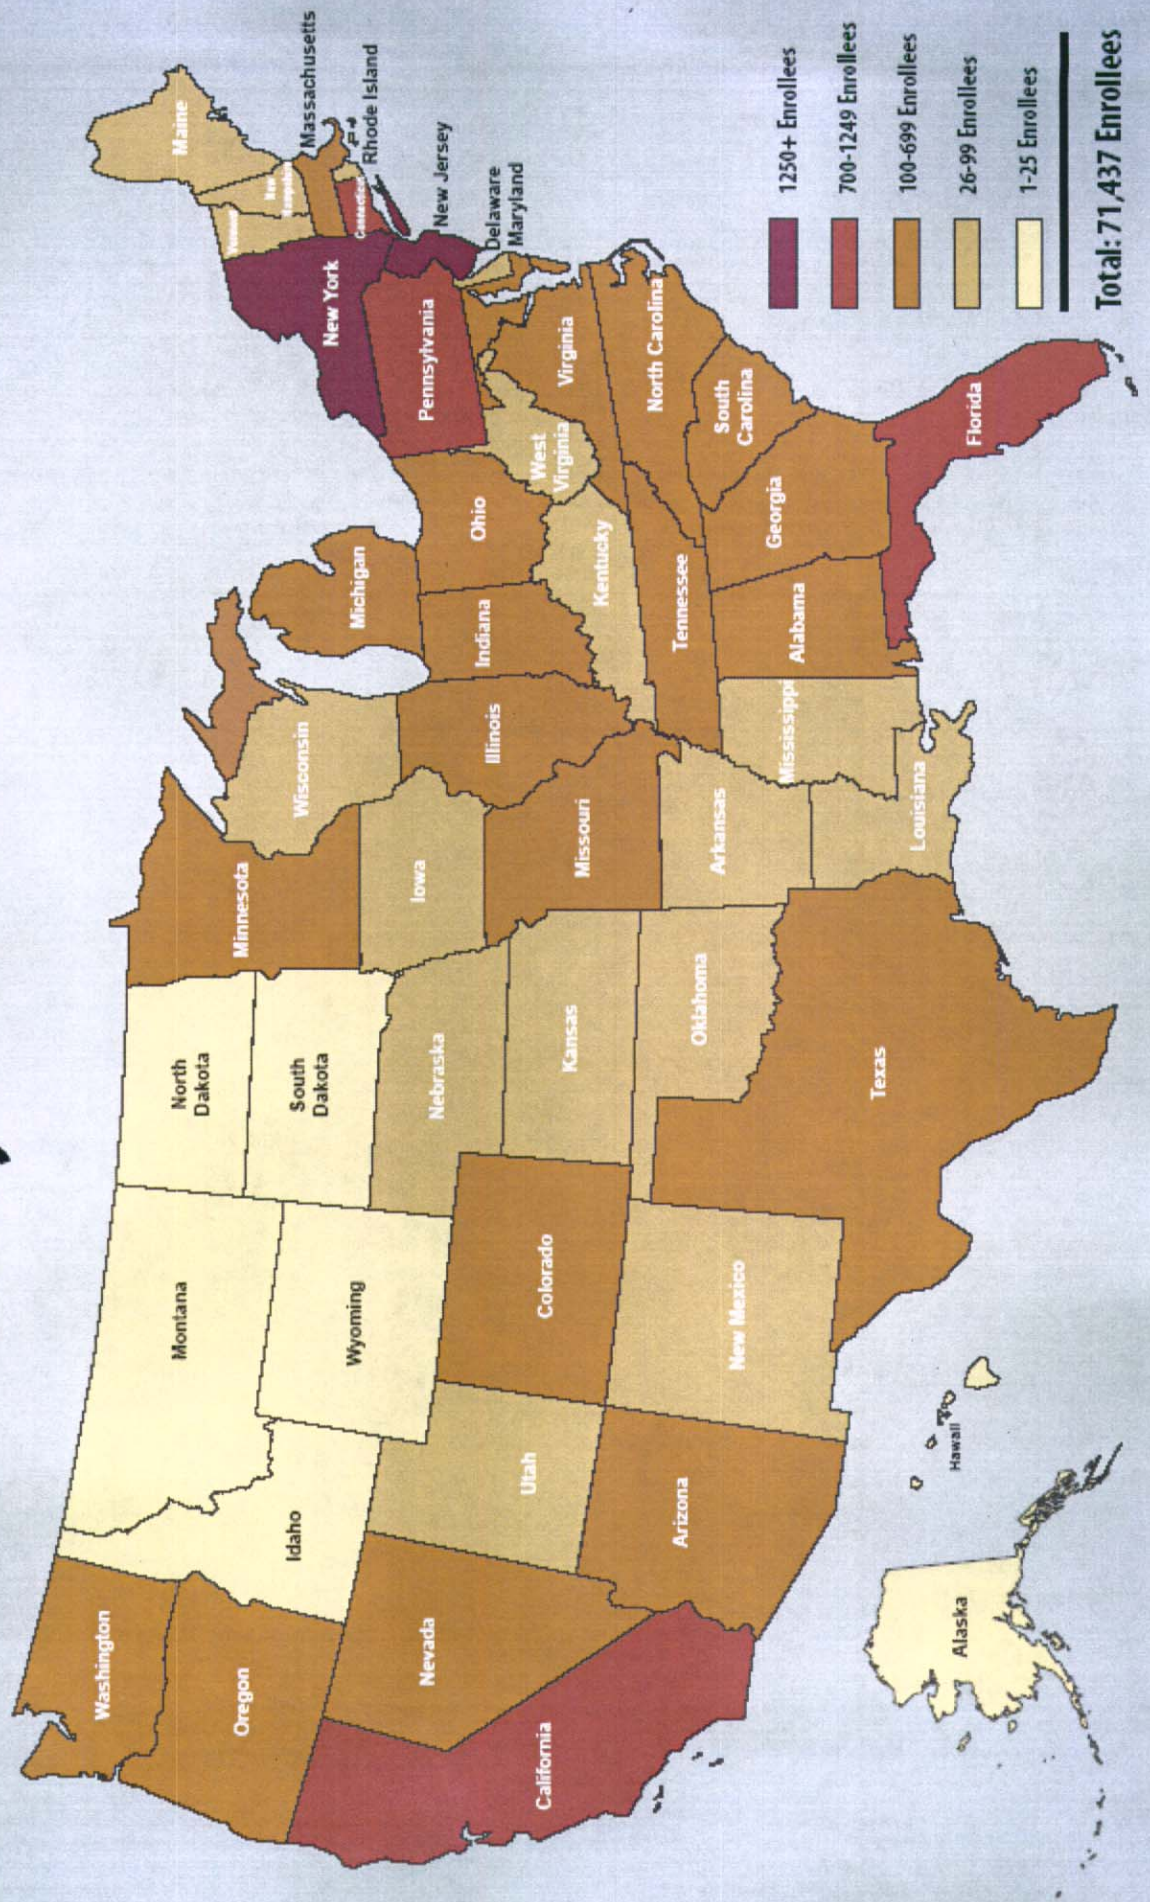 Washington
Oregon
California
Nevada
Idaho
Montana
Wyoming
Utah
Arizona
Colorado
New Mexico
North
Dakota
South
Dakota
Nebraska
Kansas
Oklahoma
Texas
Minnesota
Iowa
Missouri
Arkansas
Louisiana
Wisconsin
Illinois
Michigan
Indiana
Ohio
Kentucky
Tennessee
Mississippi
Alabama
Georgia
Florida
South
Carolina
North Carolina
Virginia
West
Virginia
Pennsylvania
New York
Vermont
New
Hampshire
Maine
Massachusetts
Rhode Island
Connecticut
New Jersey
Delaware
Maryland
Alaska
Hawaii
1250+ Enrollees
700-1249 Enrollees
100-699 Enrollees
26-99 Enrollees
1-25 Enrollees
Total: 71,437 Enrollees